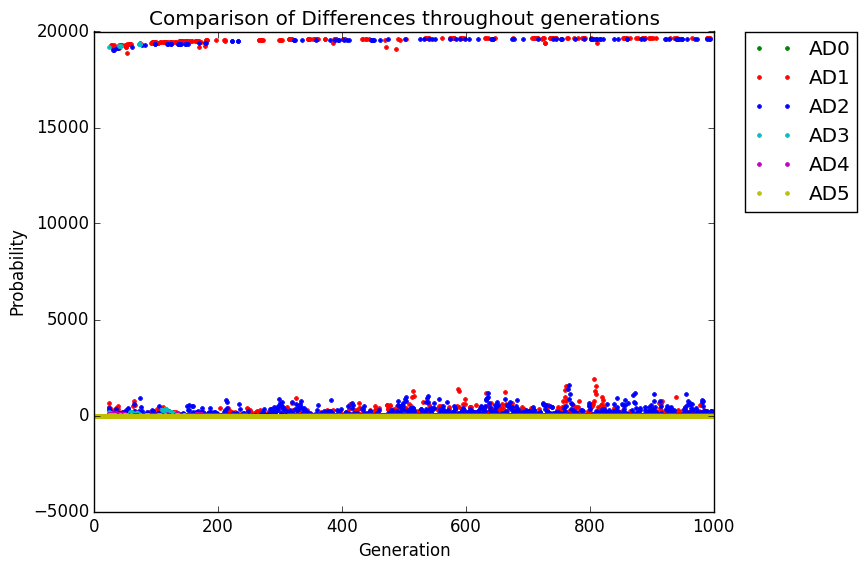 Comparison of Differences throughout generations
20000
15000
10000
5000
0
−5000
Probability
0 200 400 600 800 1000
Generation
AD0
AD1
AD2
AD3
AD4
AD5